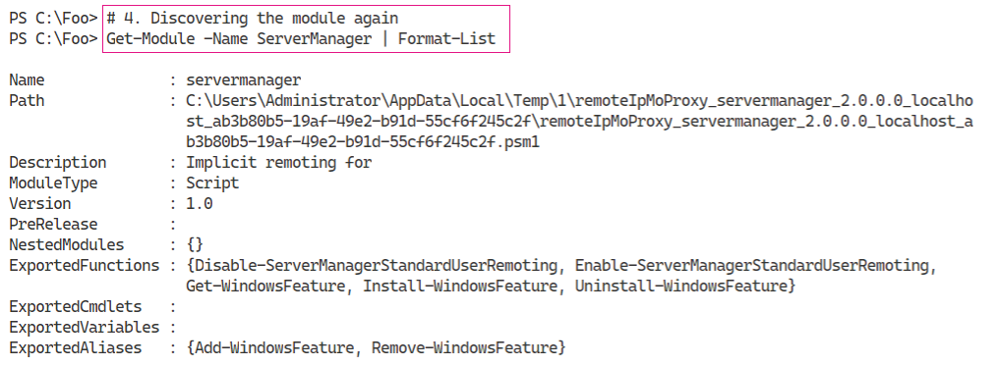 PS C:\Foo> # 4. Discovering the module again
PS C:\Foo> Get-Module -Name ServerManager | Format-List
Name              : servermanager
Path              : C:\Users\Administrator\AppData\Local\Temp\1\remoteIpMoProxy_servermanager_2.0.0.0_localho
                    st_ab3b80b5-19af-49e2-b91d-55cf6f245c2f\remoteIpMoProxy_servermanager_2.0.0.0_localhost_a
                    b3b80b5-19af-49e2-b91d-55cf6f245c2f.psm1
Description       : Implicit remoting for
ModuleType        : Script
Version           : 1.0
PreRelease        :
NestedModules     : {}
ExportedFunctions : {Disable-ServerManagerStandardUserRemoting, Enable-ServerManagerStandardUserRemoting,
                    Get-WindowsFeature, Install-WindowsFeature, Uninstall-WindowsFeature}
ExportedCmdlets   :
ExportedVariables :
ExportedAliases   : {Add-WindowsFeature, Remove-WindowsFeature}